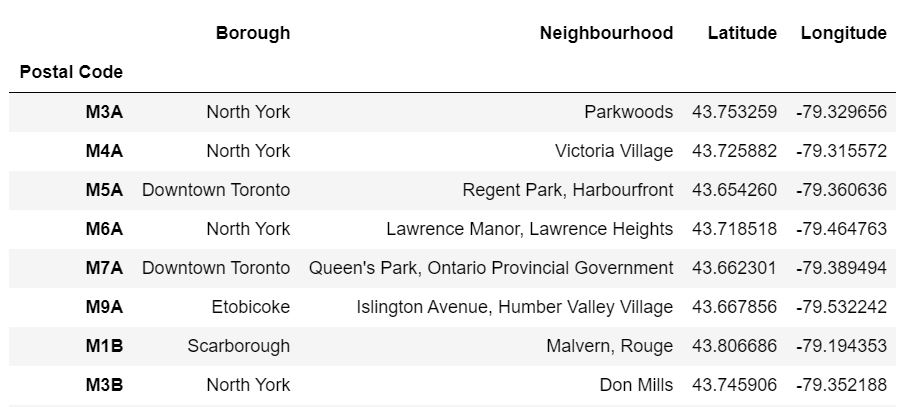 Borough Neighbourhood Latitude Longitude
Postal Code
M3A North York Parkwoods 43.753259 -79.329656
M4A North York Victoria Village 43.725882 -79.315572
M5A Downtown Toronto Regent Park, Harbourfront 43.654260 -79.360636
M6A North York Lawrence Manor, Lawrence Heights 43.718518 -79.464763
M7A Downtown Toronto Queen's Park, Ontario Provincial Government 43.662301 -79.389494
M9A Etobicoke Islington Avenue, Humber Valley Village 43.667856 -79.532242
M1B Scarborough Malvern, Rouge 43.806686 -79.194353
M3B North York Don Mills 43.745906 -79.352188